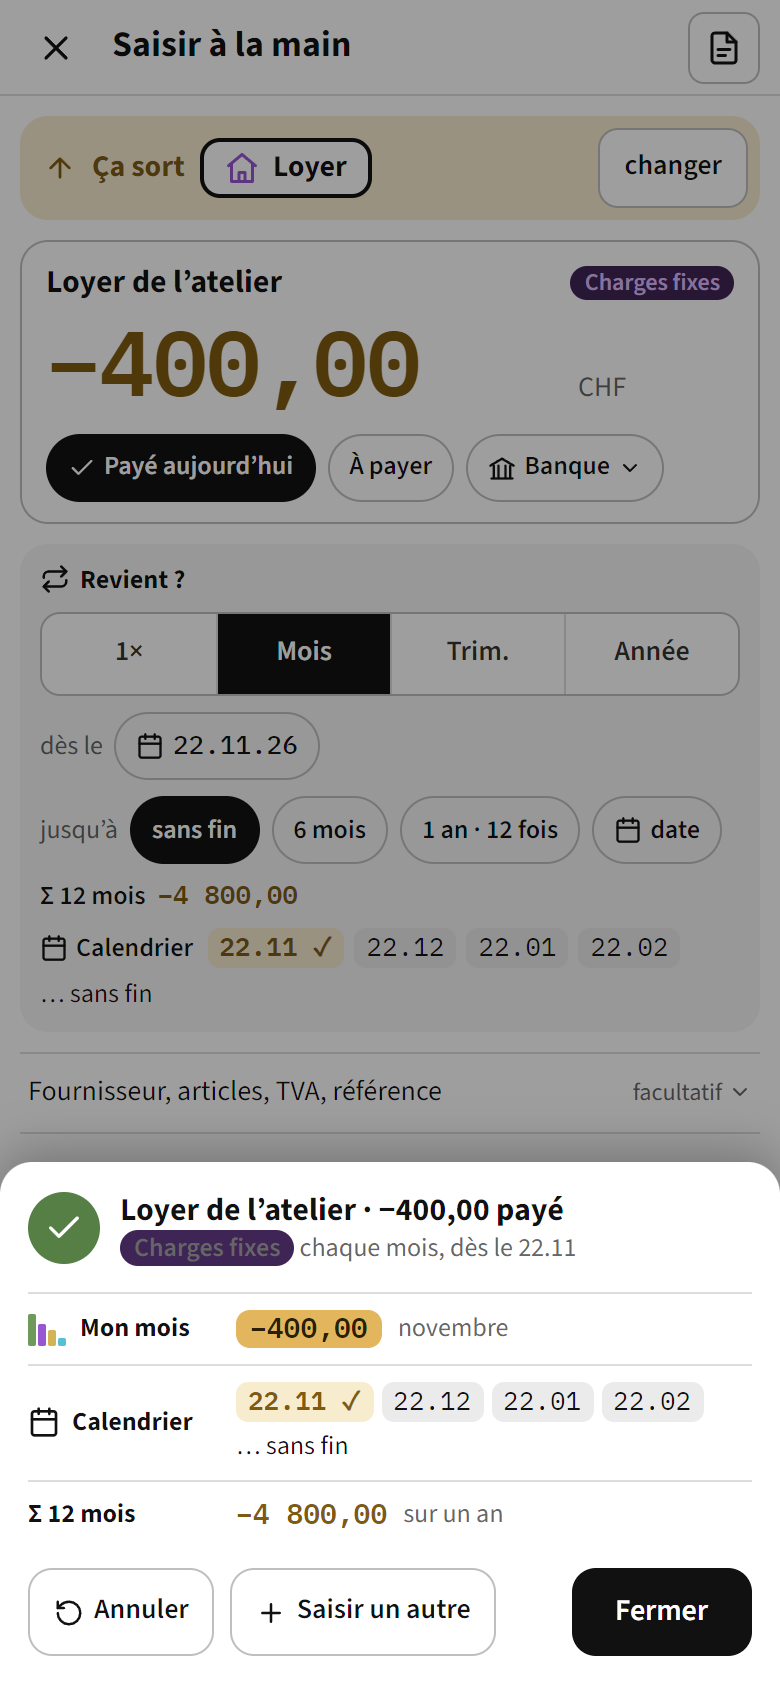 Saisir à la main
Ça sort Loyer changer
Loyer de l’atelier Charges fixes
−400,00 CHF
Payé aujourd’hui À payer Banque
Revient ?
1× Mois Trim. Année
dès le 22.11.26
jusqu’à sans fin 6 mois 1 an · 12 fois date
Σ 12 mois −4 800,00
Calendrier 22.11 ✓ 22.12 22.01 22.02
… sans fin
Fournisseur, articles, TVA, référence facultatif
Loyer de l’atelier · −400,00 payé
Charges fixes chaque mois, dès le 22.11
Mon mois −400,00 novembre
Calendrier 22.11 ✓ 22.12 22.01 22.02
… sans fin
Σ 12 mois −4 800,00 sur un an
Annuler Saisir un autre Fermer